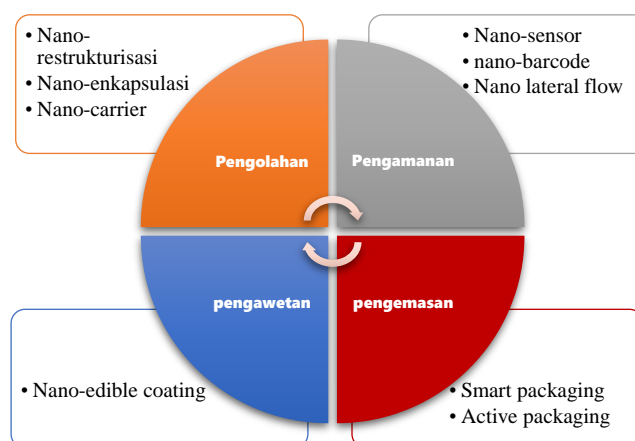 • Nano-
restrukturisasi
• Nano-enkapsulasi
• Nano-carrier
• Nano-sensor
• nano-barcode
• Nano lateral flow
Pengolahan
Pengamanan
pengawetan
pengemasan
• Nano-edible coating
• Smart packaging
• Active packaging